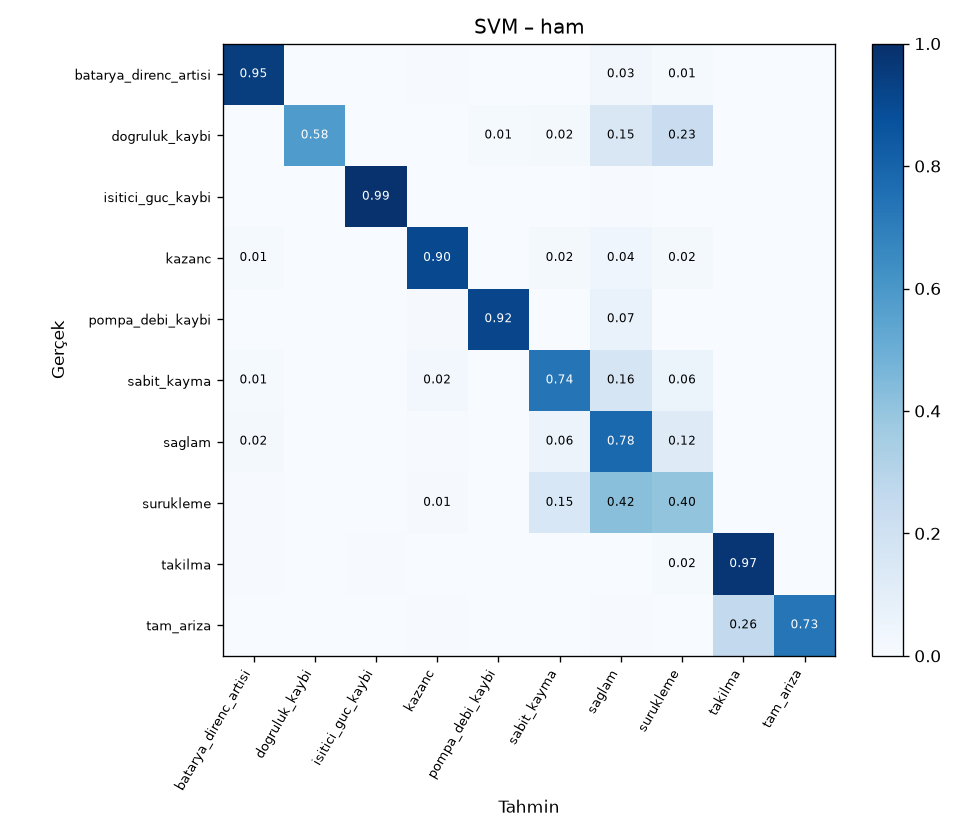 SVM – ham
batarya_direnc_artisi 0.95 0.03 0.01
dogruluk_kaybi 0.58 0.01 0.02 0.15 0.23
isitici_guc_kaybi 0.99
kazanc 0.01 0.90 0.02 0.04 0.02
pompa_debi_kaybi 0.92 0.07
sabit_kayma 0.01 0.02 0.74 0.16 0.06
saglam 0.02 0.06 0.78 0.12
surukleme 0.01 0.15 0.42 0.40
takilma 0.02 0.97
tam_ariza 0.26 0.73
Gerçek
batarya_direnc_artisi
dogruluk_kaybi
isitici_guc_kaybi
kazanc
pompa_debi_kaybi
sabit_kayma
saglam
surukleme
takilma
tam_ariza
Tahmin
1.0
0.8
0.6
0.4
0.2
0.0